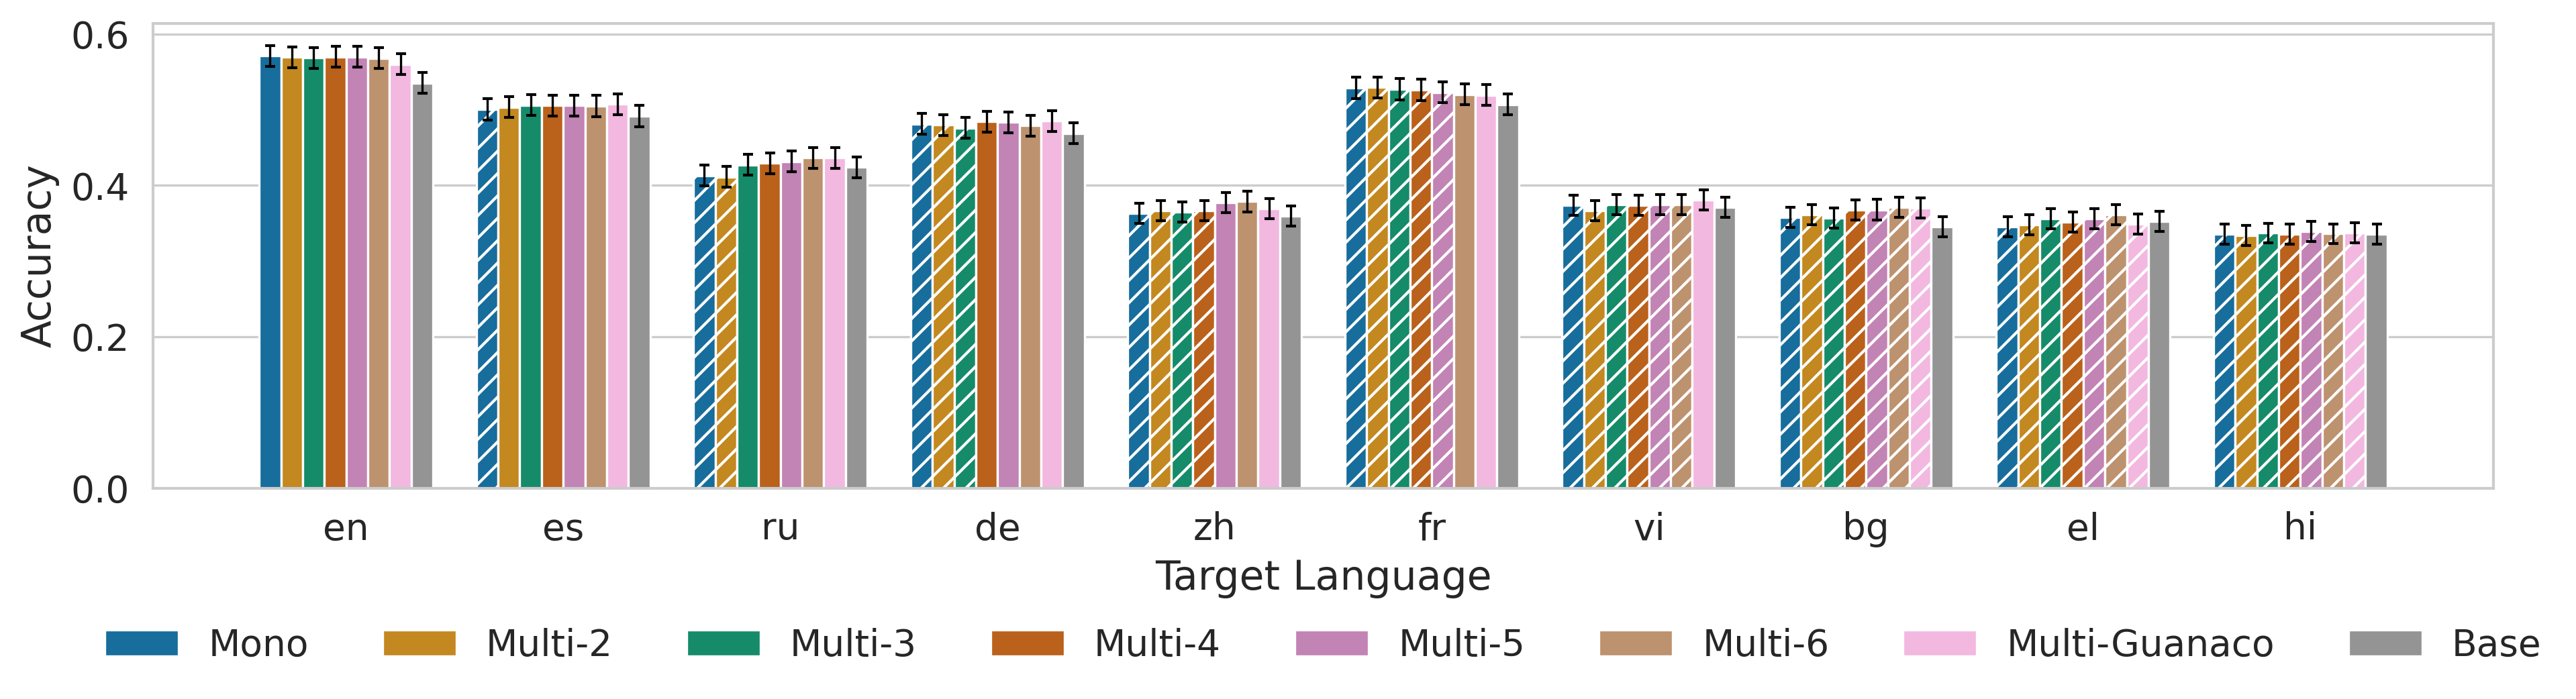 Accuracy
0.6
0.4
0.2
0.0
en es ru de zh fr vi bg el hi
Target Language
Mono Multi-2 Multi-3 Multi-4 Multi-5 Multi-6 Multi-Guanaco Base